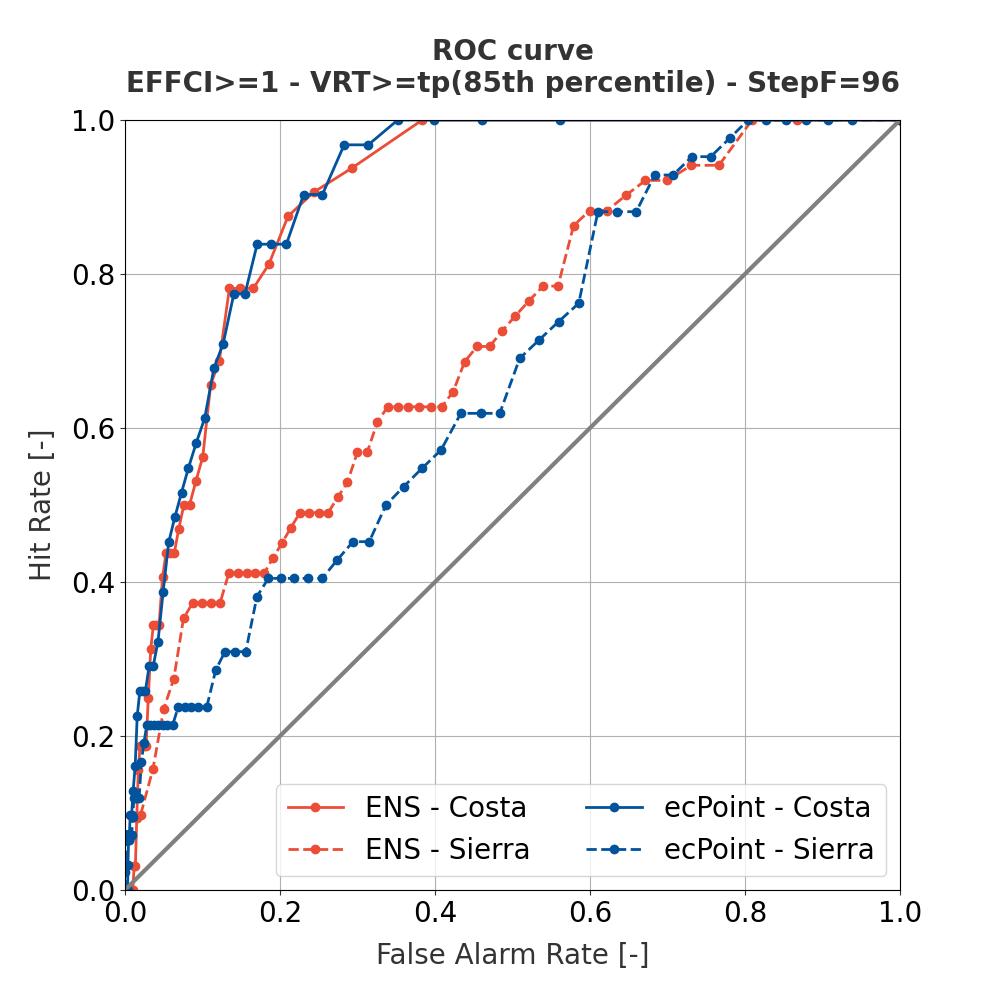 ROC curve
EFFCI>=1 - VRT>=tp(85th percentile) - StepF=96
1.0
0.8
0.6
0.4
0.2
0.0
Hit Rate [-]
0.0 0.2 0.4 0.6 0.8 1.0
False Alarm Rate [-]
ENS - Costa
ENS - Sierra
ecPoint - Costa
ecPoint - Sierra